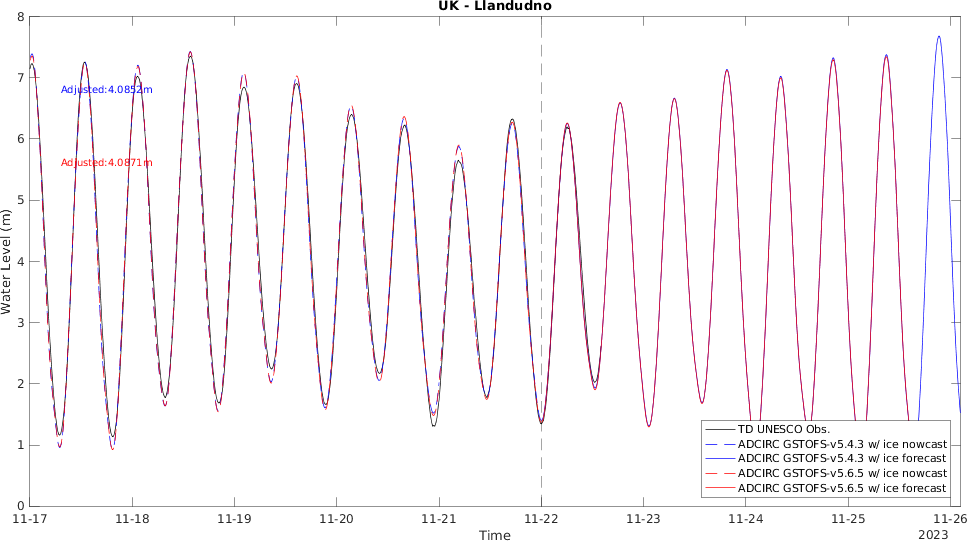 UK - Llandudno
8
7
6
5
4
3
2
1
0
Water Level (m)
Adjusted:4.0852m
Adjusted:4.0871m
TD UNESCO Obs.
ADCIRC GSTOFS-v5.4.3 w/ ice nowcast
ADCIRC GSTOFS-v5.4.3 w/ ice forecast
ADCIRC GSTOFS-v5.6.5 w/ ice nowcast
ADCIRC GSTOFS-v5.6.5 w/ ice forecast
11-17 11-18 11-19 11-20 11-21 11-22 11-23 11-24 11-25 11-26
Time
2023